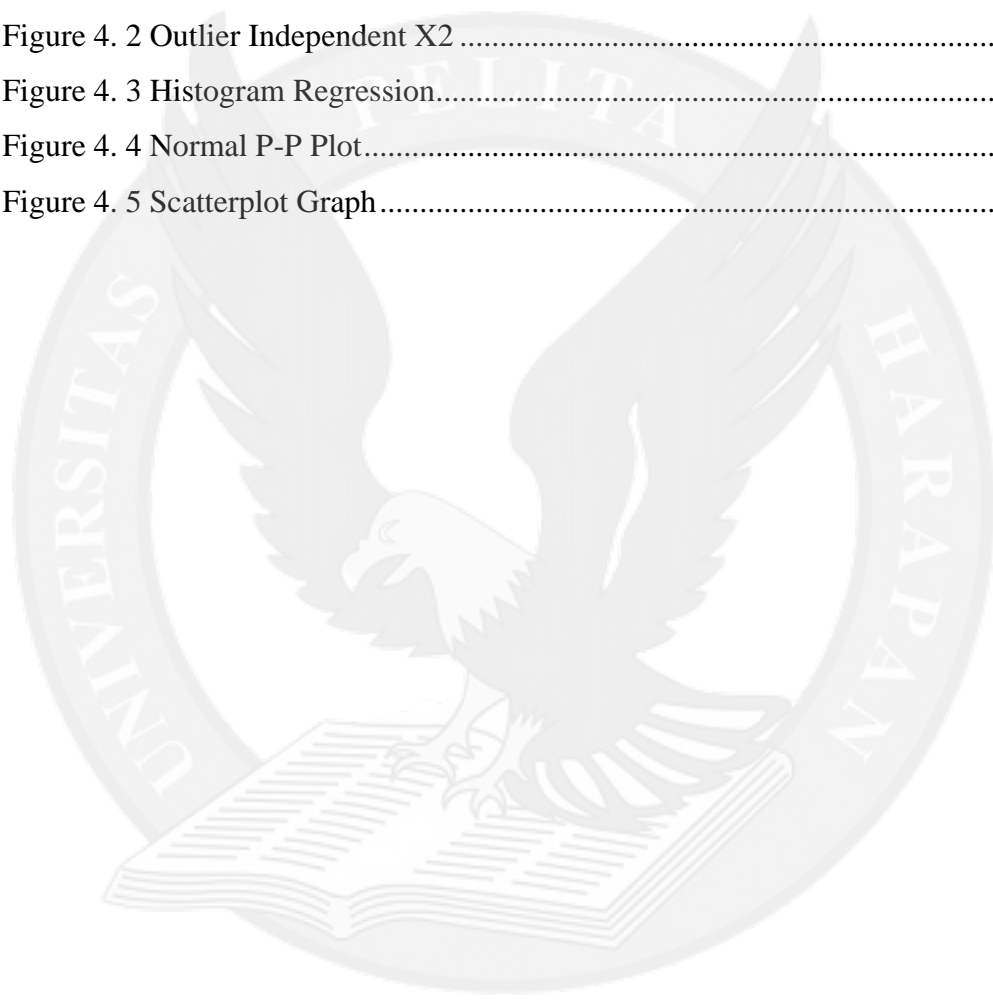 Figure 4. 2 Outlier Independent X2 ........................................................................
Figure 4. 3 Histogram Regression...........................................................................
Figure 4. 4 Normal P-P Plot.....................................................................................
Figure 4. 5 Scatterplot Graph...................................................................................
UNIVERSITAS PELITA HARAPAN